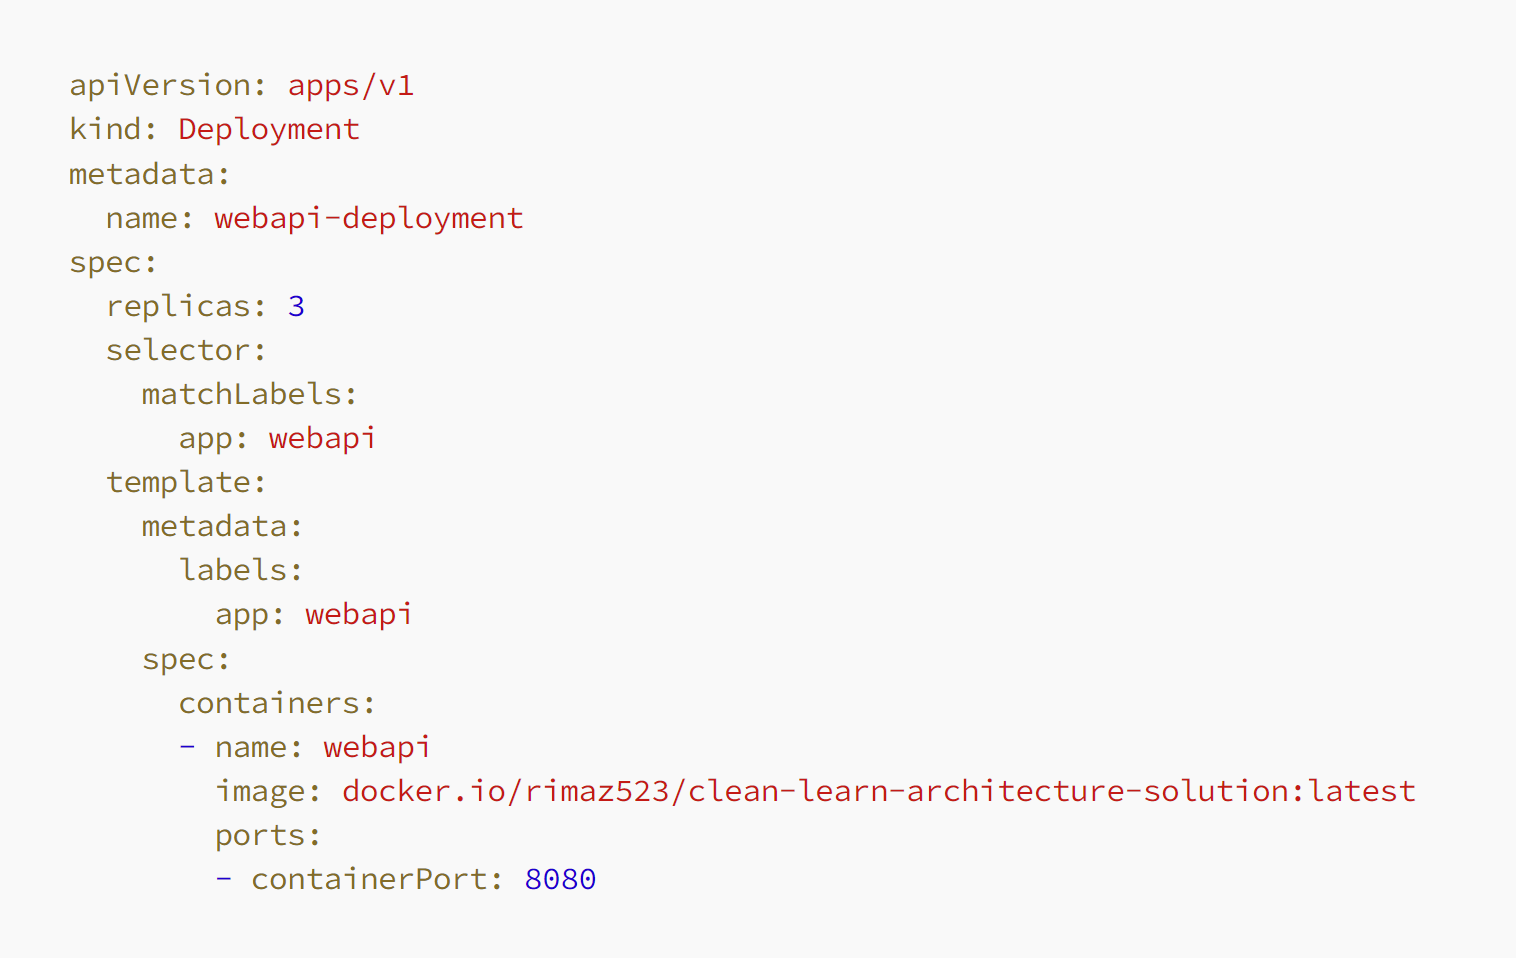 apiVersion: apps/v1
kind: Deployment
metadata:
  name: webapi-deployment
spec:
  replicas: 3
  selector:
    matchLabels:
      app: webapi
  template:
    metadata:
      labels:
        app: webapi
    spec:
      containers:
      - name: webapi
        image: docker.io/rimaz523/clean-learn-architecture-solution:latest
        ports:
        - containerPort: 8080